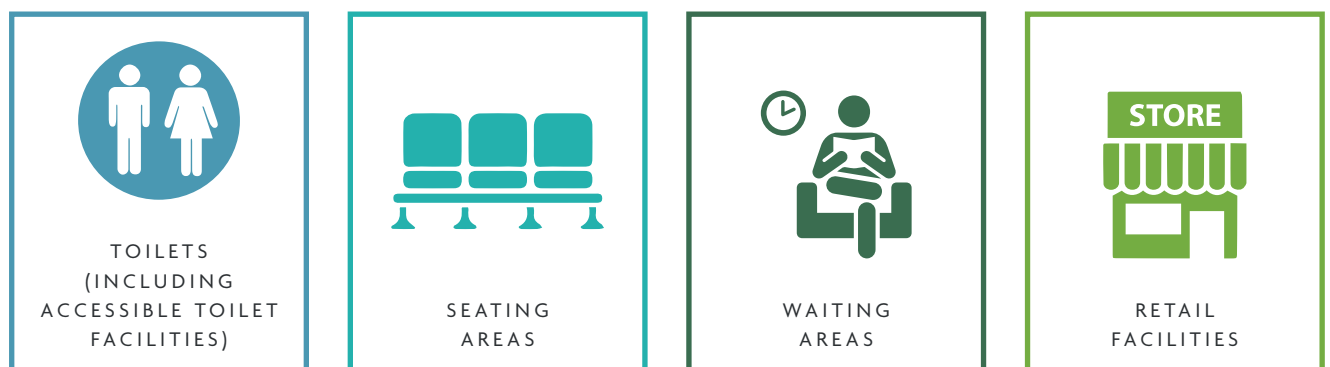 TOILETS
(INCLUDING
ACCESSIBLE TOILET
FACILITIES)
SEATING
AREAS
WAITING
AREAS
STORE
RETAIL
FACILITIES